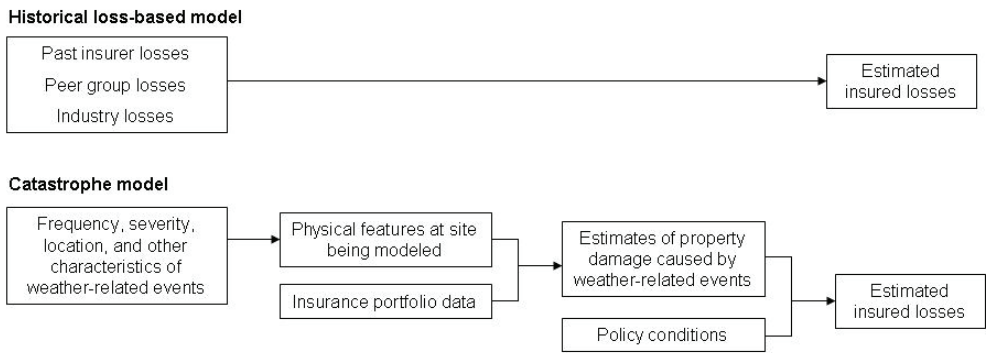 Historical loss-based model
Past insurer losses
Peer group losses
Industry losses
Estimated
insured losses
Catastrophe model
Frequency, severity,
location, and other
characteristics of
weather-related events
Physical features at site
being modeled
Insurance portfolio data
Estimates of property
damage caused by
weather-related events
Policy conditions
Estimated
insured losses